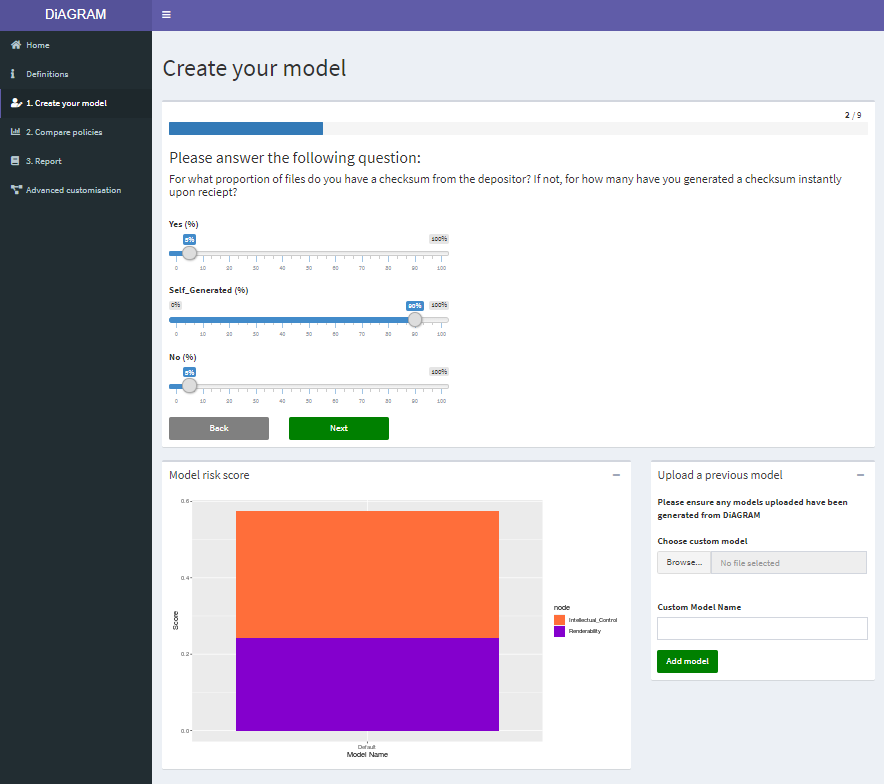 DiAGRAM
Home
Definitions
1. Create your model
2. Compare policies
3. Report
Advanced customisation
Create your model
2 / 9
Please answer the following question:
For what proportion of files do you have a checksum from the depositor? If not, for how many have you generated a checksum instantly
upon reciept?
Yes (%)
5% 100%
0 10 20 30 40 50 60 70 80 90 100
Self_Generated (%)
0% 90% 100%
0 10 20 30 40 50 60 70 80 90 100
No (%)
5% 100%
0 10 20 30 40 50 60 70 80 90 100
Back Next
Model risk score
0.6
0.4
0.2
0.0
Score
Default
Model Name
node
Intellectual_Control
Renderability
Upload a previous model
Please ensure any models uploaded have been
generated from DiAGRAM
Choose custom model
Browse... No file selected
Custom Model Name
Add model